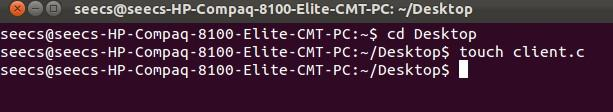 seecs@seecs-HP-Compaq-8100-Elite-CMT-PC: ~/Desktop
seecs@seecs-HP-Compaq-8100-Elite-CMT-PC:~$ cd Desktop
seecs@seecs-HP-Compaq-8100-Elite-CMT-PC:~/Desktop$ touch client.c
seecs@seecs-HP-Compaq-8100-Elite-CMT-PC:~/Desktop$